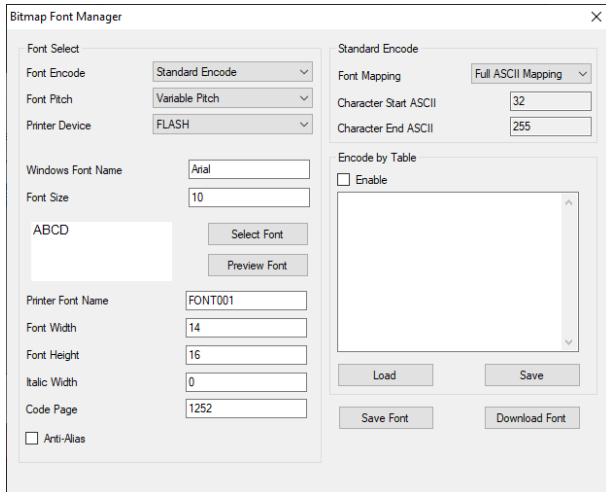 Bitmap Font Manager
Font Select
Font Encode Standard Encode
Font Pitch Variable Pitch
Printer Device FLASH
Windows Font Name Arial
Font Size 10
ABCD
Select Font
Preview Font
Printer Font Name FONT001
Font Width 14
Font Height 16
Italic Width 0
Code Page 1252
Anti-Alias
Standard Encode
Font Mapping Full ASCII Mapping
Character Start ASCII 32
Character End ASCII 255
Encode by Table
Enable
Load Save
Save Font Download Font